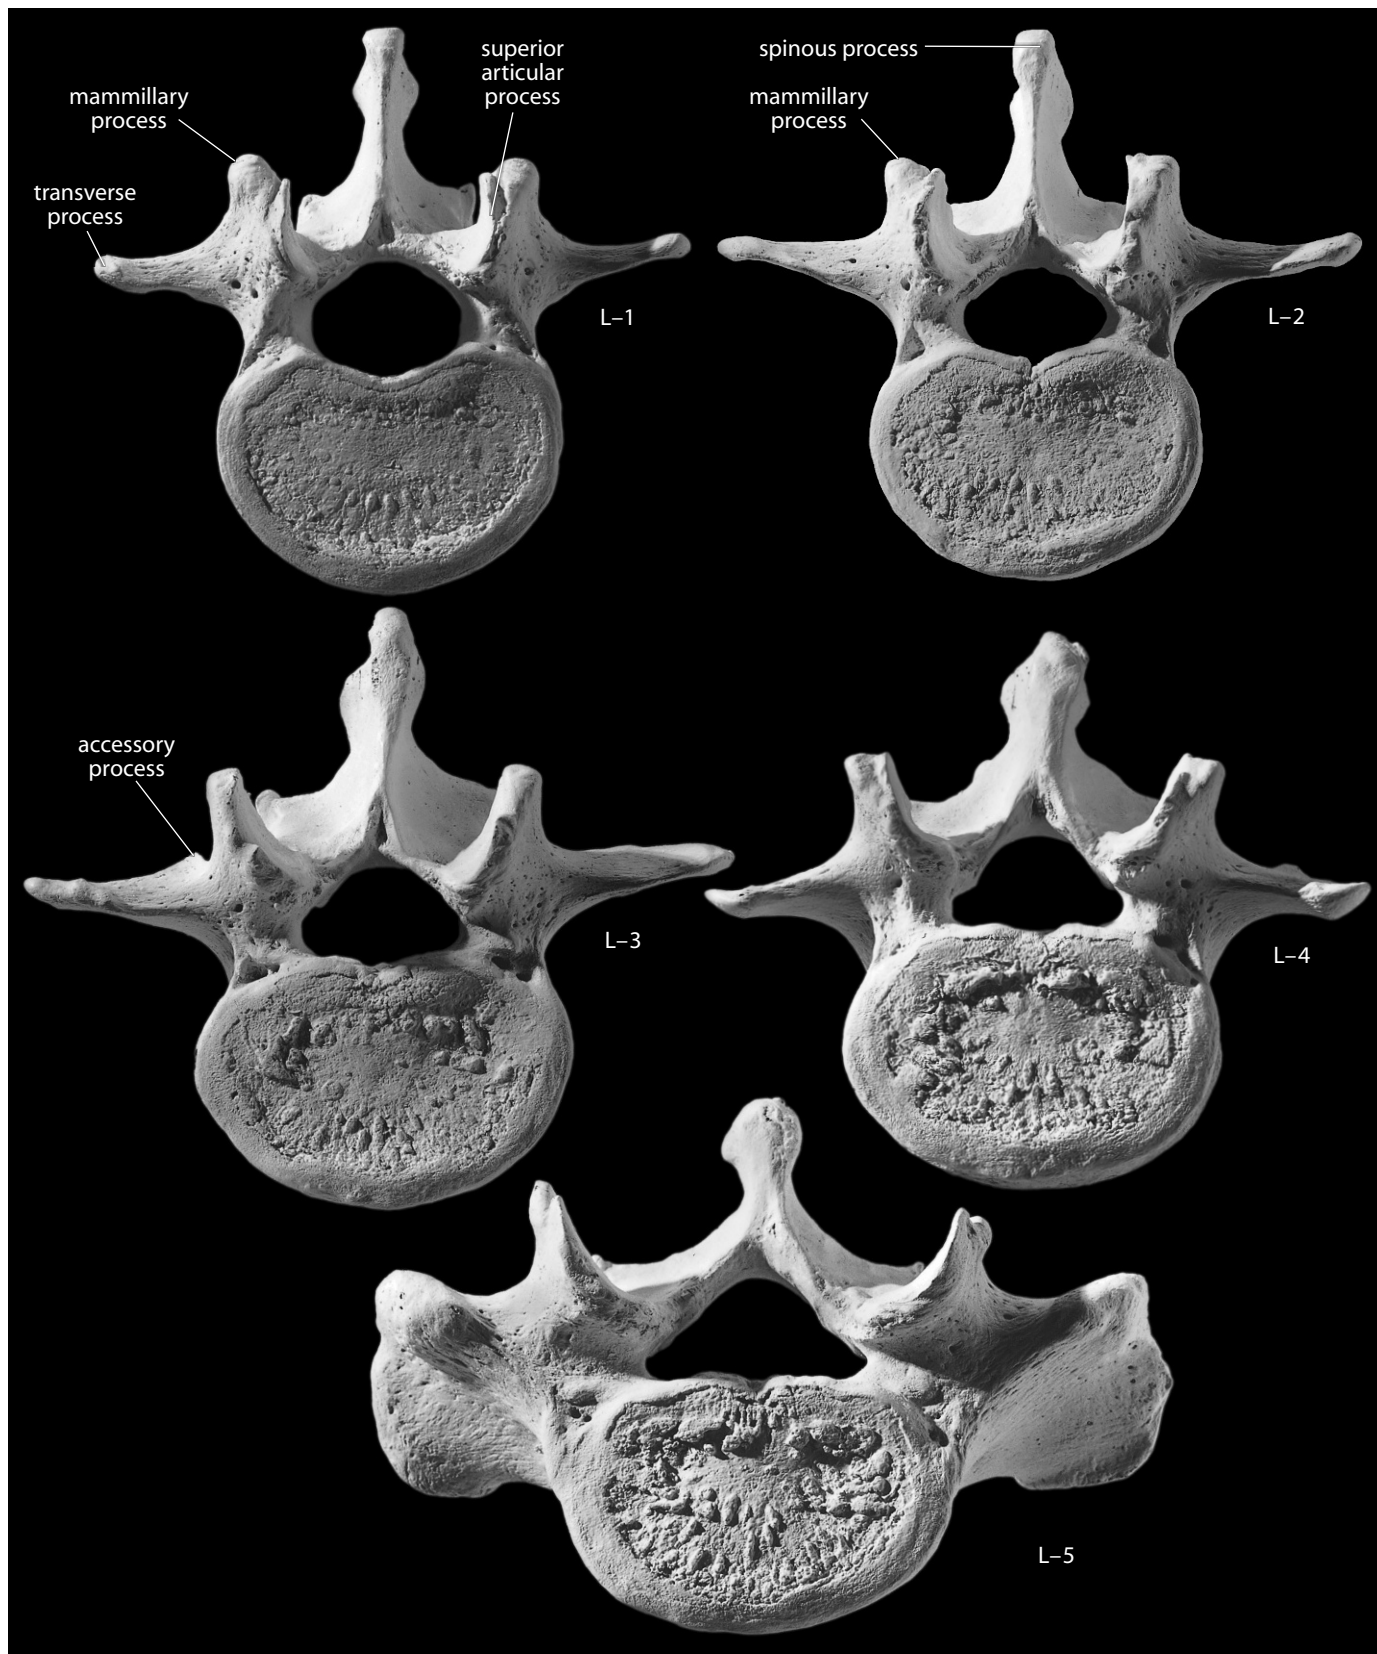 superior
articular
process
mammillary
process
transverse
process
L–1
spinous process
mammillary
process
L–2
accessory
process
L–3
L–4
L–5